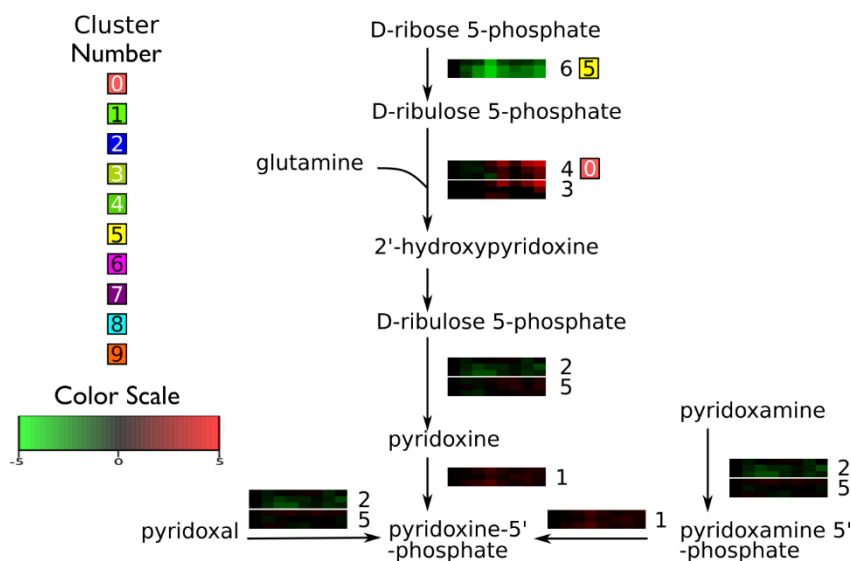 Cluster
Number
0
1
2
3
4
5
6
7
8
9
Color Scale
-5 0 5
D-ribose 5-phosphate
6 5
D-ribulose 5-phosphate
glutamine
4 0
3
2'-hydroxypyridoxine
D-ribulose 5-phosphate
2
5
pyridoxine
1
pyridoxamine
2
5
pyridoxal
2
5
pyridoxine-5'
-phosphate
1
pyridoxamine 5'
-phosphate